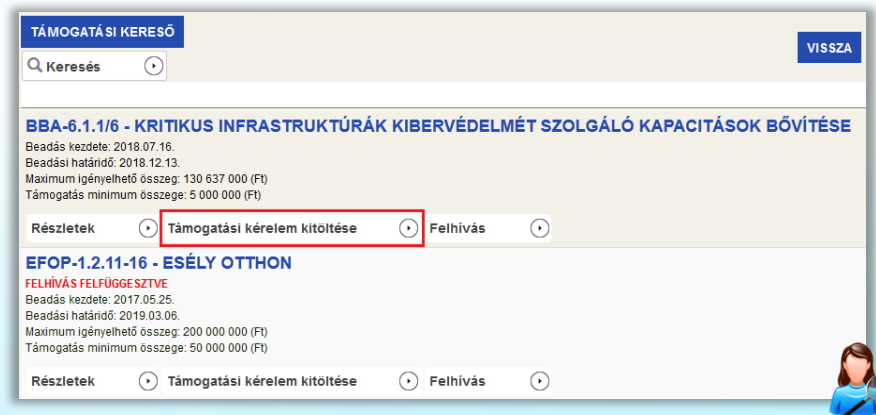 TÁMOGATÁSI KERESŐ
VISSZA
Keresés
BBA-6.1.1/6 - KRITIKUS INFRASTRUKTÚRÁK KIBERVÉDELMÉT SZOLGÁLÓ KAPACITÁSOK BŐVÍTÉSE
Beadás kezdete: 2018.07.16.
Beadási határidő: 2018.12.13.
Maximum igényelhető összeg: 130 637 000 (Ft)
Támogatás minimum összege: 5 000 000 (Ft)
Részletek Támogatási kérelem kitöltése Felhívás
EFOP-1.2.11-16 - ESÉLY OTTHON
FELHÍVÁS FELFÜGGESZTVE
Beadás kezdete: 2017.05.25.
Beadási határidő: 2019.03.06.
Maximum igényelhető összeg: 200 000 000 (Ft)
Támogatás minimum összege: 50 000 000 (Ft)
Részletek Támogatási kérelem kitöltése Felhívás